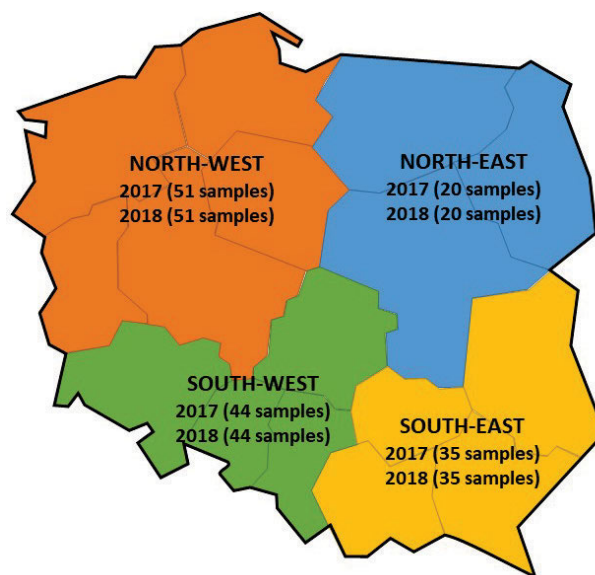 NORTH-WEST
2017 (51 samples)
2018 (51 samples)
NORTH-EAST
2017 (20 samples)
2018 (20 samples)
SOUTH-WEST
2017 (44 samples)
2018 (44 samples)
SOUTH-EAST
2017 (35 samples)
2018 (35 samples)